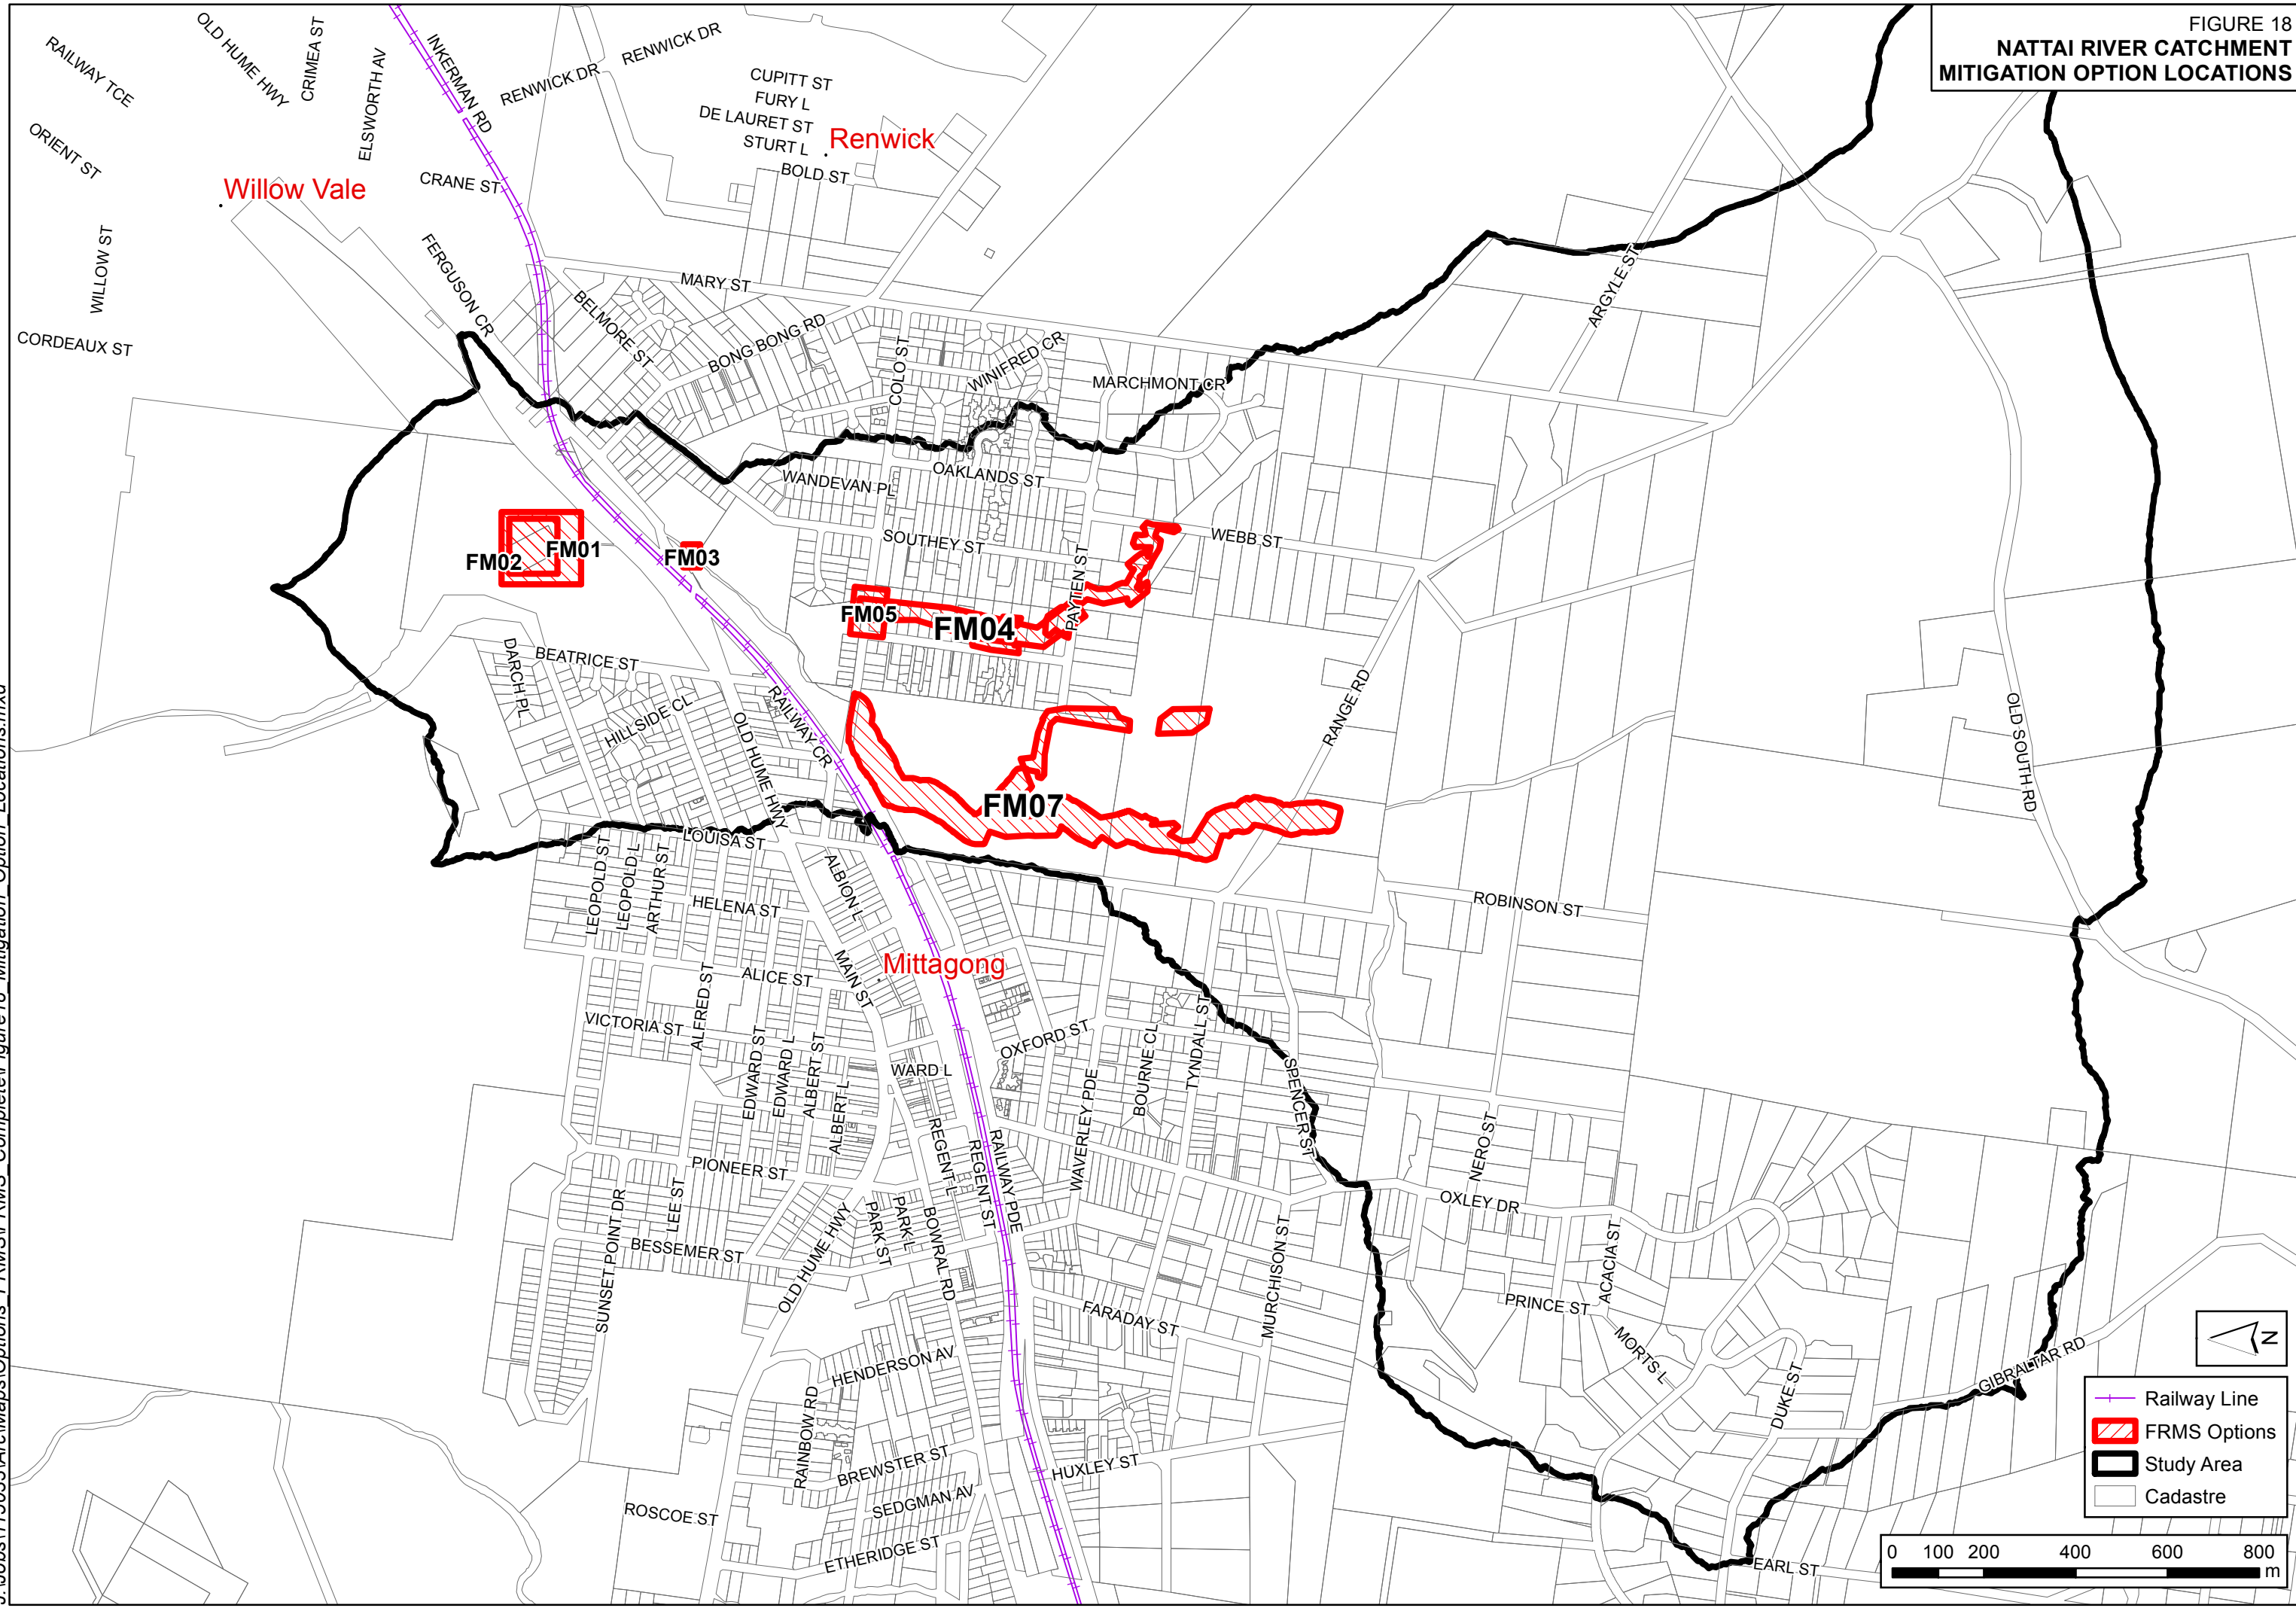 FIGURE 18
NATTAI RIVER CATCHMENT
MITIGATION OPTION LOCATIONS
RAILWAY TCE
OLD HUME HWY
CRIMEA ST
ELSWORTH AV
INKERMAN RD
RENWICK DR
RENWICK DR
CUPITT ST
FURY L
DE LAURET ST
STURT L
BOLD ST
Renwick
ORIENT ST
Willow Vale
CRANE ST
WILLOW ST
CORDEAUX ST
FERGUSON CR
MARY ST
BELMORE ST
BONG BONG RD
COLO ST
WINIFRED CR
MARCHMONT CR
ARGYLE ST
OAKLANDS ST
WANDEVAN PL
SOUTHEY ST
WEBB ST
PAYTEN ST
FM01
FM02
FM03
FM05
FM04
DARCH PL
BEATRICE ST
HILLSIDE CL
OLD HUME HWY
RAILWAY CR
RANGE RD
OLD SOUTH RD
FM07
LOUISA ST
LEOPOLD ST
LEOPOLD L
ARTHUR ST
HELENA ST
ALBION L
ROBINSON ST
MAIN ST
Mittagong
ALICE ST
ALFRED ST
VICTORIA ST
EDWARD ST
EDWARD L
ALBERT ST
ALBERT L
WARD L
OXFORD ST
WAVERLEY PDE
BOURNE CL
TYNDALL ST
SPENCER ST
NERO ST
REGENT L
REGENT ST
RAILWAY PDE
PIONEER ST
LEE ST
SUNSET POINT DR
BESSEMER ST
OLD HUME HWY
PARK ST
PARK L
BOWRAL RD
OXLEY DR
ACACIA ST
MURCHISON ST
PRINCE ST
FARADAY ST
MORTS L
HENDERSON AV
RAINBOW RD
DUKE ST
GIBRALTAR RD
BREWSTER ST
HUXLEY ST
SEDGMAN AV
ROSCOE ST
ETHERIDGE ST
EARL ST
N
Railway Line
FRMS Options
Study Area
Cadastre
0 100 200 400 600 800
m